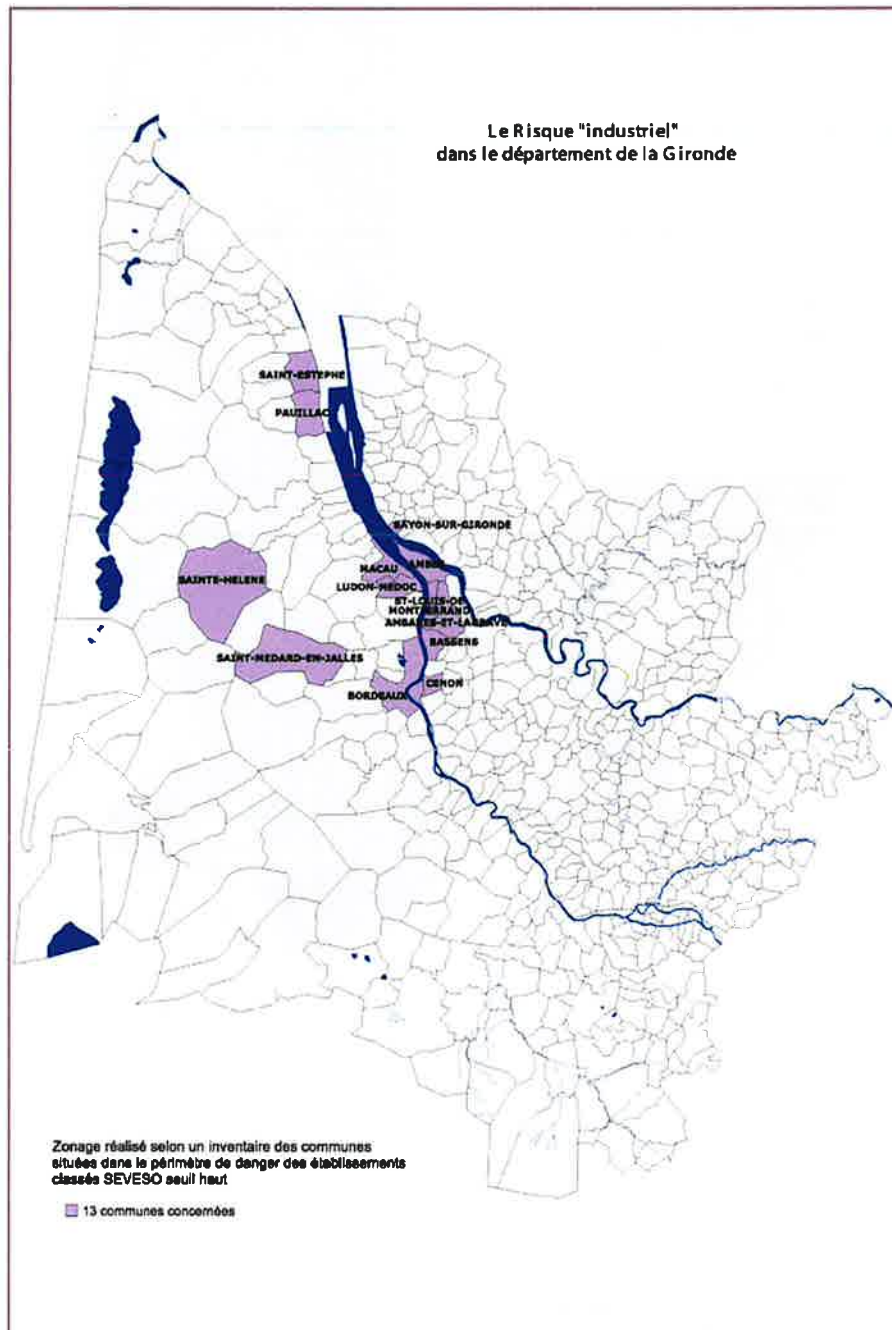 Le Risque "industriel"
dans le département de la Gironde
SAINT-ESTEPHE
PAUILLAC
BAYON-SUR-GIRONDE
MACAU
AMBES
LUDON-MEDOC
SAINTE-HELENE
ST-LOUIS-DE-
MONTFERRAND
AMBARES-ET-LAGRAVE
BASSENS
SAINT-MEDARD-EN-JALLES
CENON
BORDEAUX
Zonage réalisé selon un inventaire des communes
situées dans le périmètre de danger des établissements
classés SEVESO seuil haut
13 communes concernées